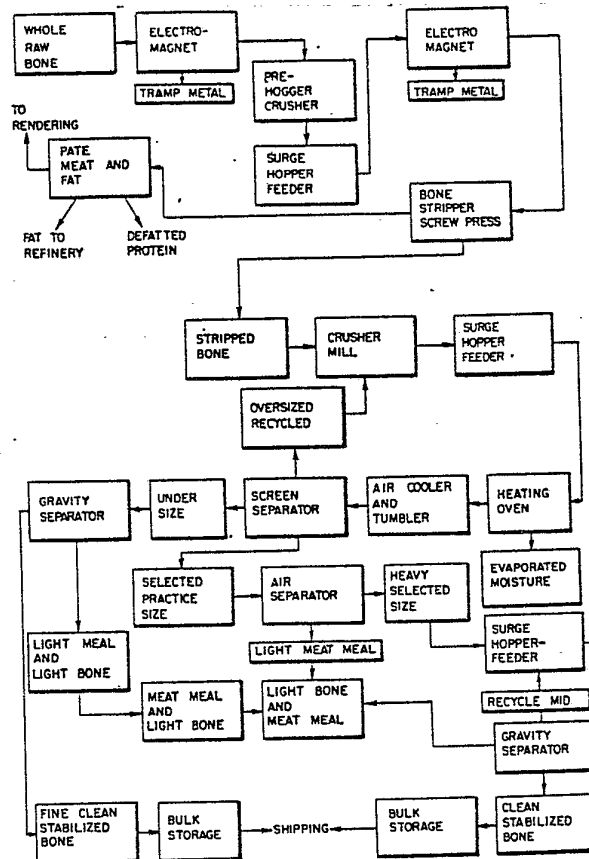 WHOLE
RAW
BONE
ELECTRO-
MAGNET
TRAMP METAL
PRE-
HOGGER
CRUSHER
SURGE
HOPPER
FEEDER
ELECTRO
MAGNET
TRAMP METAL
TO
RENDERING
PATE
MEAT AND
FAT
FAT TO
REFINERY
DEFATTED
PROTEIN
BONE
STRIPPER
SCREW PRESS
STRIPPED
BONE
CRUSHER
MILL
SURGE
HOPPER
FEEDER
OVERSIZED
RECYCLED
GRAVITY
SEPARATOR
UNDER
SIZE
SCREEN
SEPARATOR
AIR COOLER
AND
TUMBLER
HEATING
OVEN
EVAPORATED
MOISTURE
SELECTED
PRACTICE
SIZE
AIR
SEPARATOR
HEAVY
SELECTED
SIZE
SURGE
HOPPER-
FEEDER
LIGHT MEAL
AND
LIGHT BONE
LIGHT MEAT MEAL
MEAT MEAL
AND
LIGHT BONE
LIGHT BONE
AND
MEAT MEAL
RECYCLE MID
GRAVITY
SEPARATOR
FINE CLEAN
STABILIZED
BONE
BULK
STORAGE
SHIPPING
BULK
STORAGE
CLEAN
STABILIZED
BONE